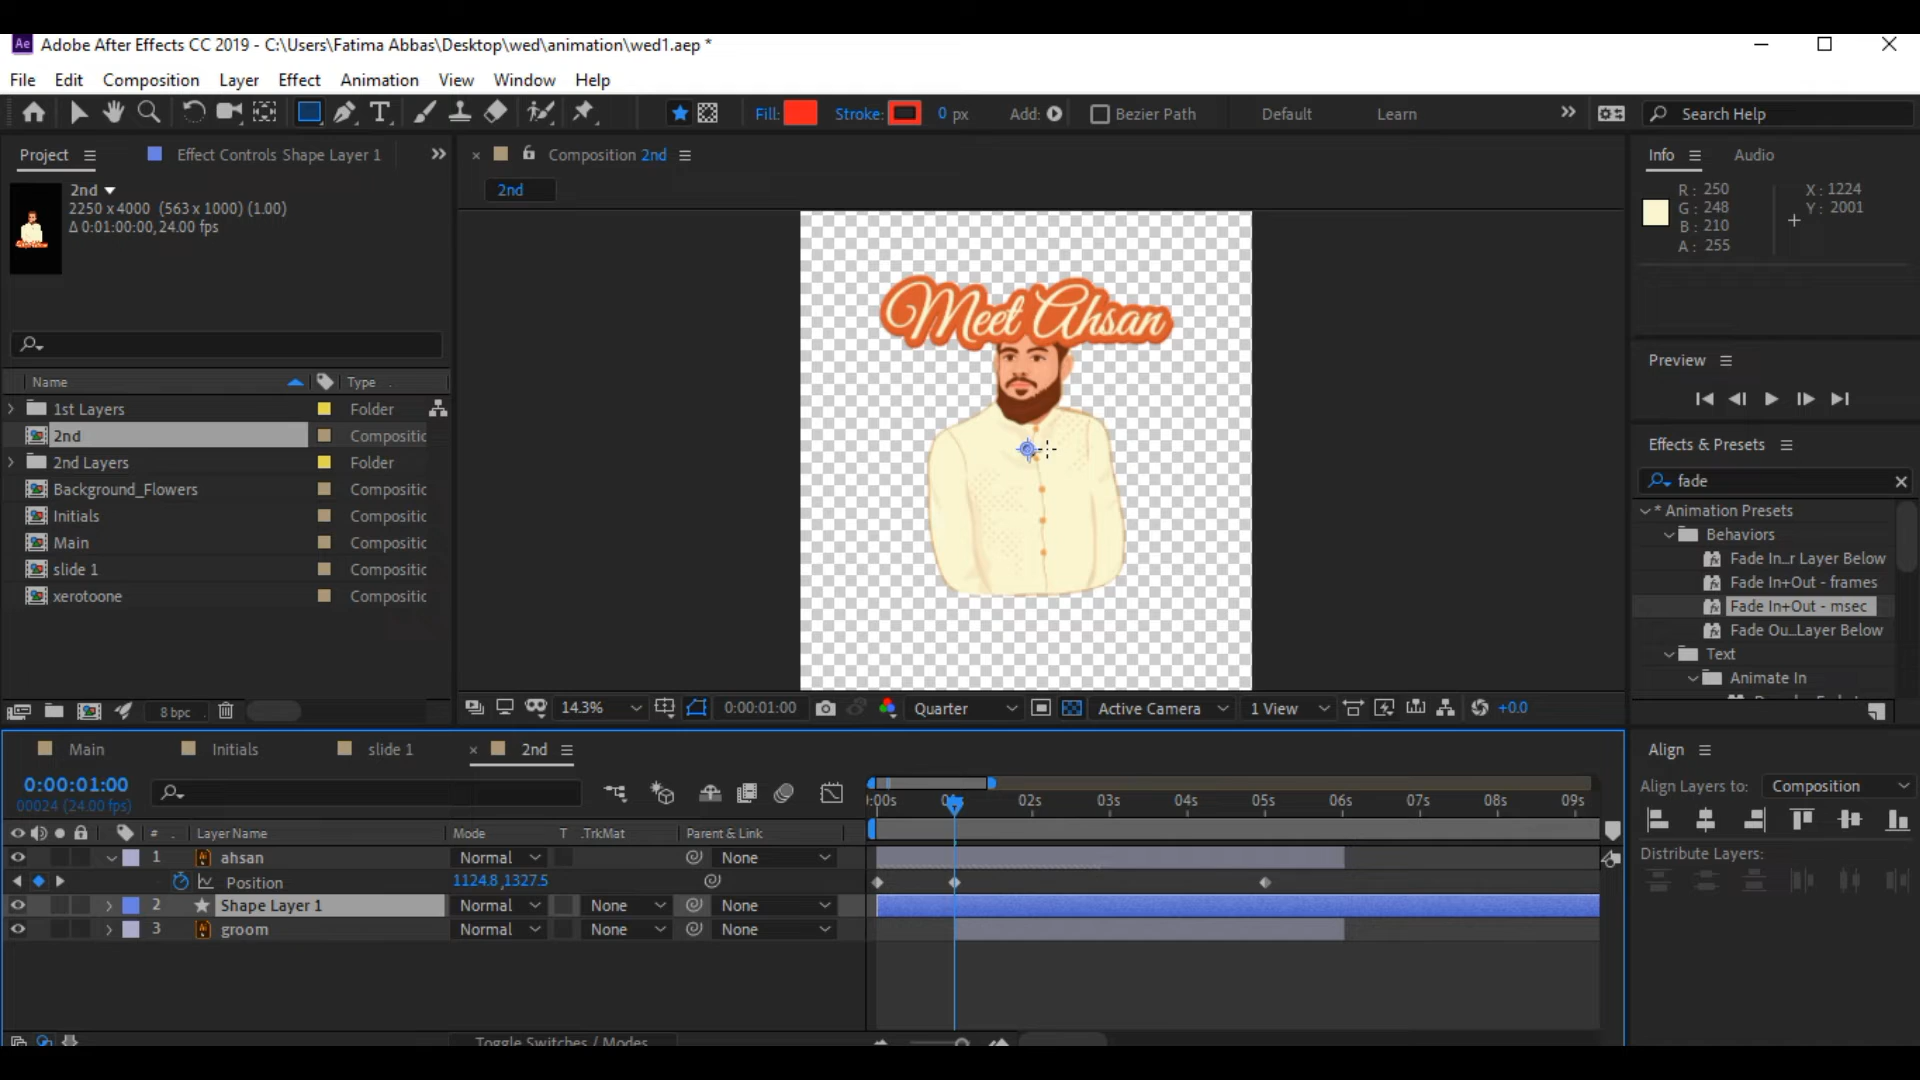 Adobe After Effects CC 2019 - C:\Users\Fatima Abbas\Desktop\wed\animation\wed1.aep *
File Edit Composition Layer Effect Animation View Window Help
Fill: Stroke: 0 px Add: Bezier Path Default Learn Search Help
Project Effect Controls Shape Layer 1 Composition 2nd Info Audio
2nd
2250 x 4000 (563 x 1000) (1.00)
Δ 0:01:00:00, 24.00 fps
2nd
R: 250
G: 248
B: 210
A: 255
X: 1224
Y: 2001
Meet Ahsan
Preview
Name Type
1st Layers Folder
2nd Compositic
2nd Layers Folder
Background_Flowers Compositic
Initials Compositic
Main Compositic
slide 1 Compositic
xerotoone Compositic
Effects & Presets
fade
* Animation Presets
Behaviors
Fade In...r Layer Below
Fade In+Out - frames
Fade In+Out - msec
Fade Ou...Layer Below
Text
Animate In
8 bpc 14.3% 0:00:01:00 Quarter Active Camera 1 View +0.0
Main Initials slide 1 2nd
0:00:01:00
00024 (24.00 fps)
:00s 02s 03s 04s 05s 06s 07s 08s 09s
# Layer Name Mode T .TrkMat Parent & Link
1 ahsan Normal None
Position 1124.8,1327.5
2 Shape Layer 1 Normal None None
3 groom Normal None None
Toggle Switches / Modes
Align
Align Layers to: Composition
Distribute Layers: